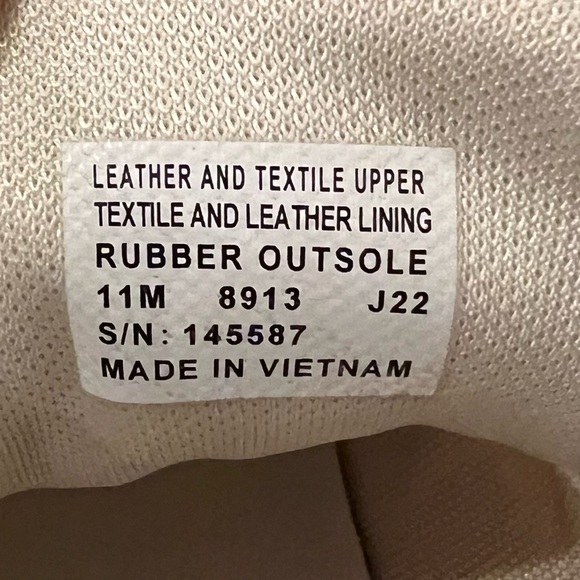 LEATHER AND TEXTILE UPPER
TEXTILE AND LEATHER LINING
RUBBER OUTSOLE
11M 8913 J22
S/N: 145587
MADE IN VIETNAM